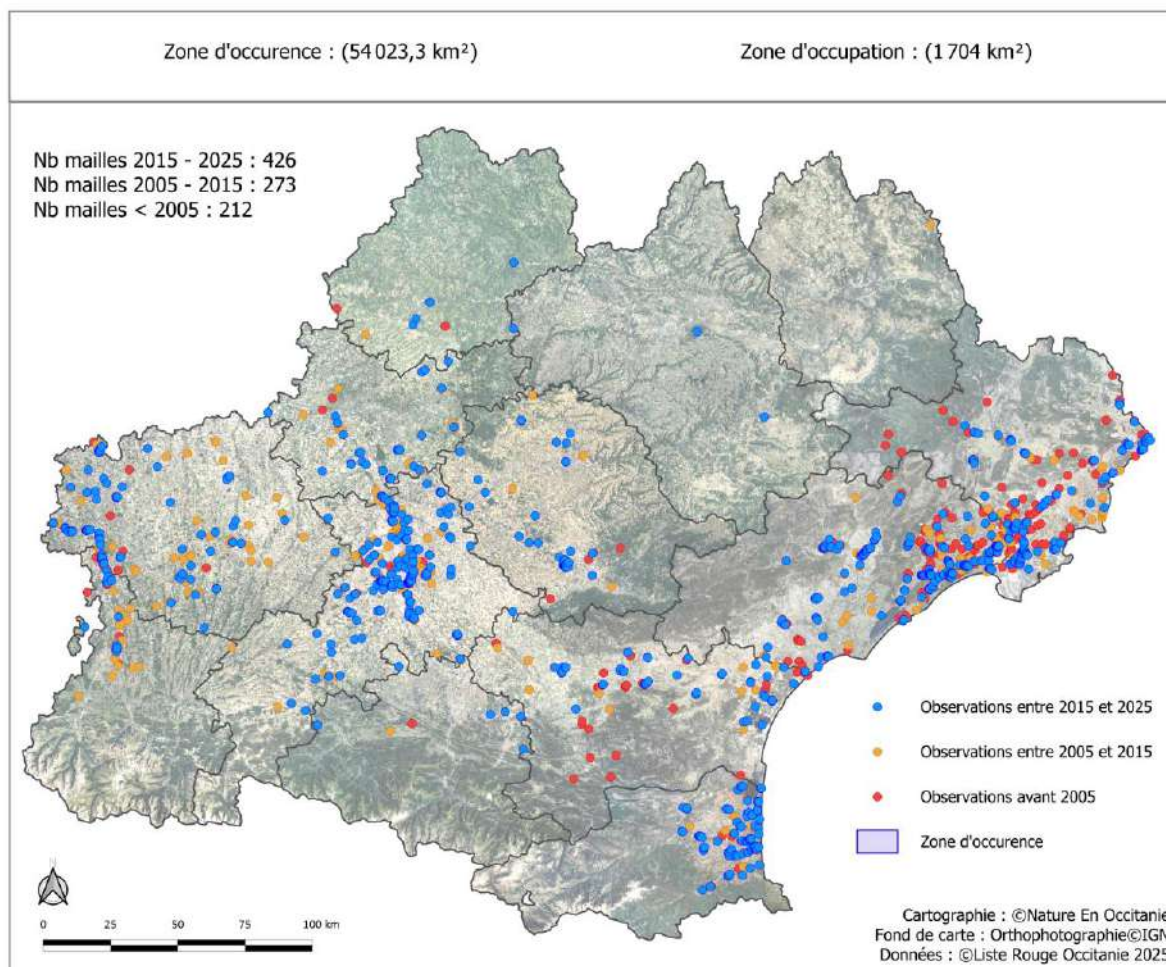 Zone d'occurence : (54 023,3 km²)
Zone d'occupation : (1 704 km²)
Nb mailles 2015 - 2025 : 426
Nb mailles 2005 - 2015 : 273
Nb mailles < 2005 : 212
Observations entre 2015 et 2025
Observations entre 2005 et 2015
Observations avant 2005
Zone d'occurence
N
0 25 50 75 100 km
Cartographie : ©Nature En Occitanie
Fond de carte : Orthophotographie©IGN
Données : ©Liste Rouge Occitanie 2025